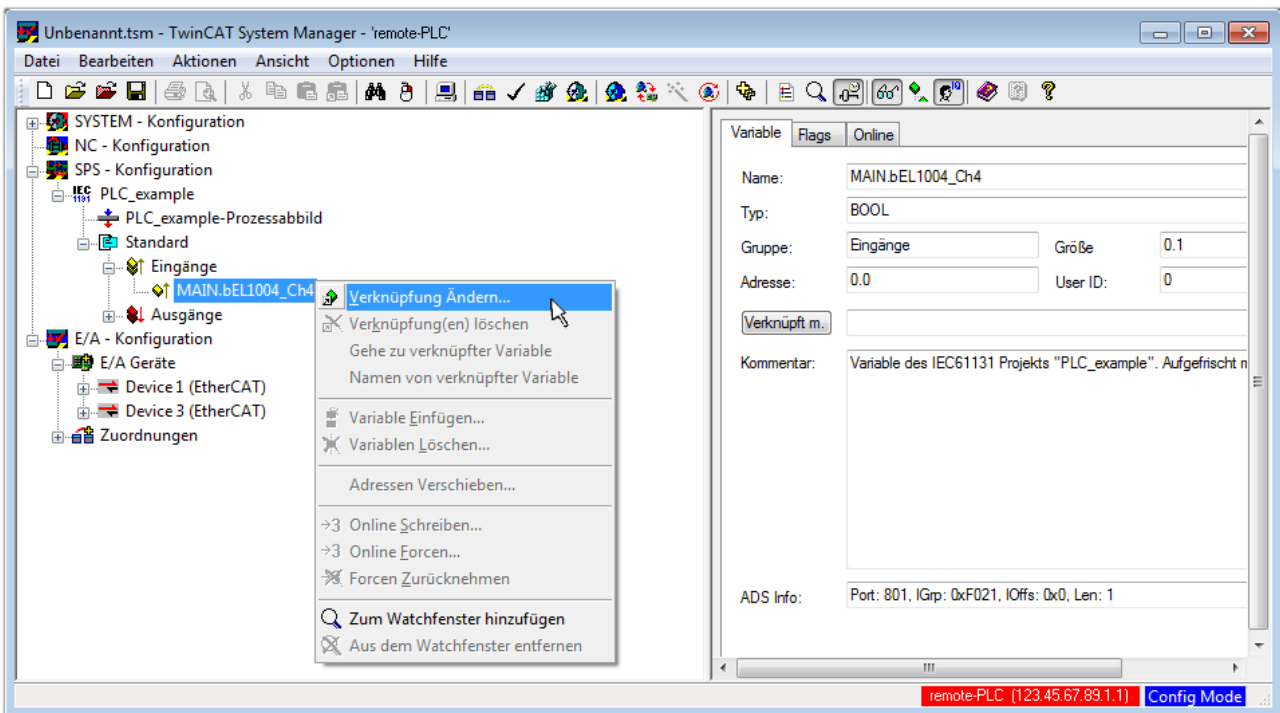 Unbenannt.tsm - TwinCAT System Manager - 'remote-PLC'
Datei Bearbeiten Aktionen Ansicht Optionen Hilfe
SYSTEM - Konfiguration
NC - Konfiguration
SPS - Konfiguration
IEC 1131 PLC_example
PLC_example-Prozessabbild
Standard
Eingänge
MAIN.bEL1004_Ch4
Ausgänge
E/A - Konfiguration
E/A Geräte
Device 1 (EtherCAT)
Device 3 (EtherCAT)
Zuordnungen
Verknüpfung Ändern...
Verknüpfung(en) löschen
Gehe zu verknüpfter Variable
Namen von verknüpfter Variable
Variable Einfügen...
Variablen Löschen...
Adressen Verschieben...
→3 Online Schreiben...
→3 Online Forcen...
Forcen Zurücknehmen
Zum Watchfenster hinzufügen
Aus dem Watchfenster entfernen
Variable Flags Online
Name: MAIN.bEL1004_Ch4
Typ: BOOL
Gruppe: Eingänge Größe 0.1
Adresse: 0.0 User ID: 0
Verknüpft m.
Kommentar: Variable des IEC61131 Projekts "PLC_example". Aufgefrischt m
ADS Info: Port: 801, IGrp: 0xF021, IOffs: 0x0, Len: 1
remote-PLC (123.45.67.89.1.1) Config Mode